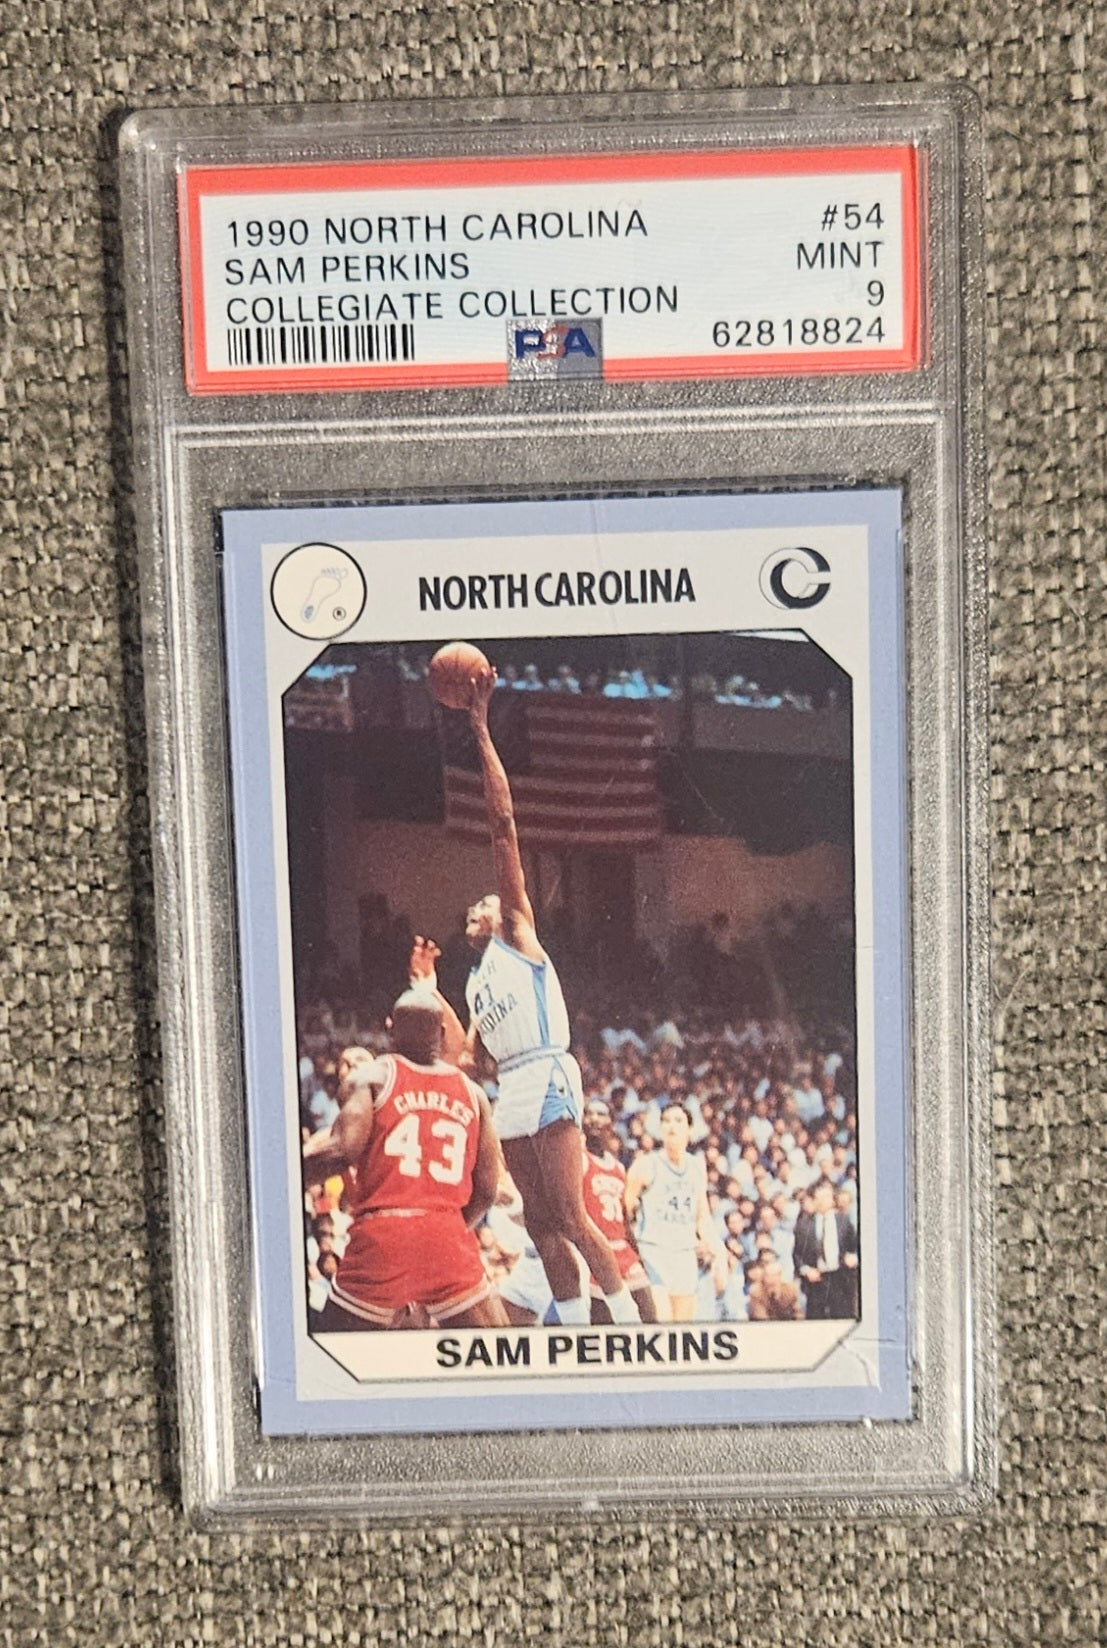 1990 NORTH CAROLINA #54
SAM PERKINS MINT
COLLEGIATE COLLECTION 9
62818824
PSA
NORTH CAROLINA
®
41
CHARLES
43
44
SAM PERKINS